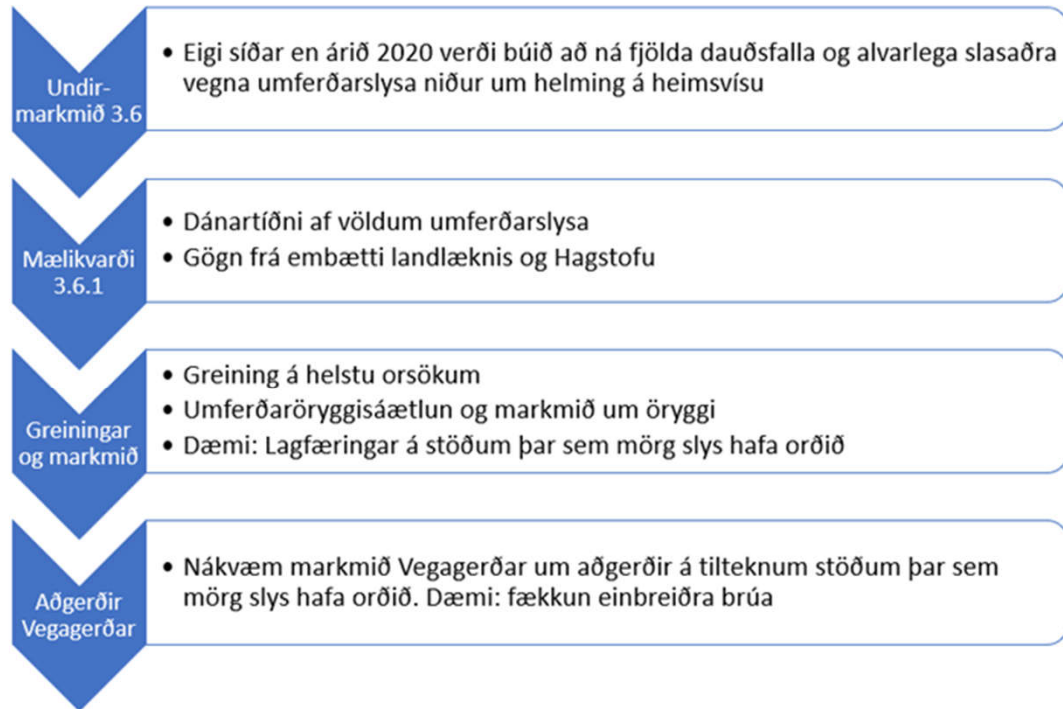 Undir-
markmið 3.6
• Eigi síðar en árið 2020 verði búið að ná fjölda dauðsfalla og alvarlega slasaðra
vegna umferðarslysa niður um helming á heimsvísu
Mælikvarði
3.6.1
• Dánartíðni af völdum umferðarslysa
• Gögn frá embætti landlæknis og Hagstofu
Greiningar
og markmið
• Greining á helstu orsökum
• Umferðaröryggisáætlun og markmið um öryggi
• Dæmi: Lagfæringar á stöðum þar sem mörg slys hafa orðið
Aðgerðir
Vegagerðar
• Nákvæm markmið Vegagerðar um aðgerðir á tilteknum stöðum þar sem
mörg slys hafa orðið. Dæmi: fækkun einbreiðra brúa